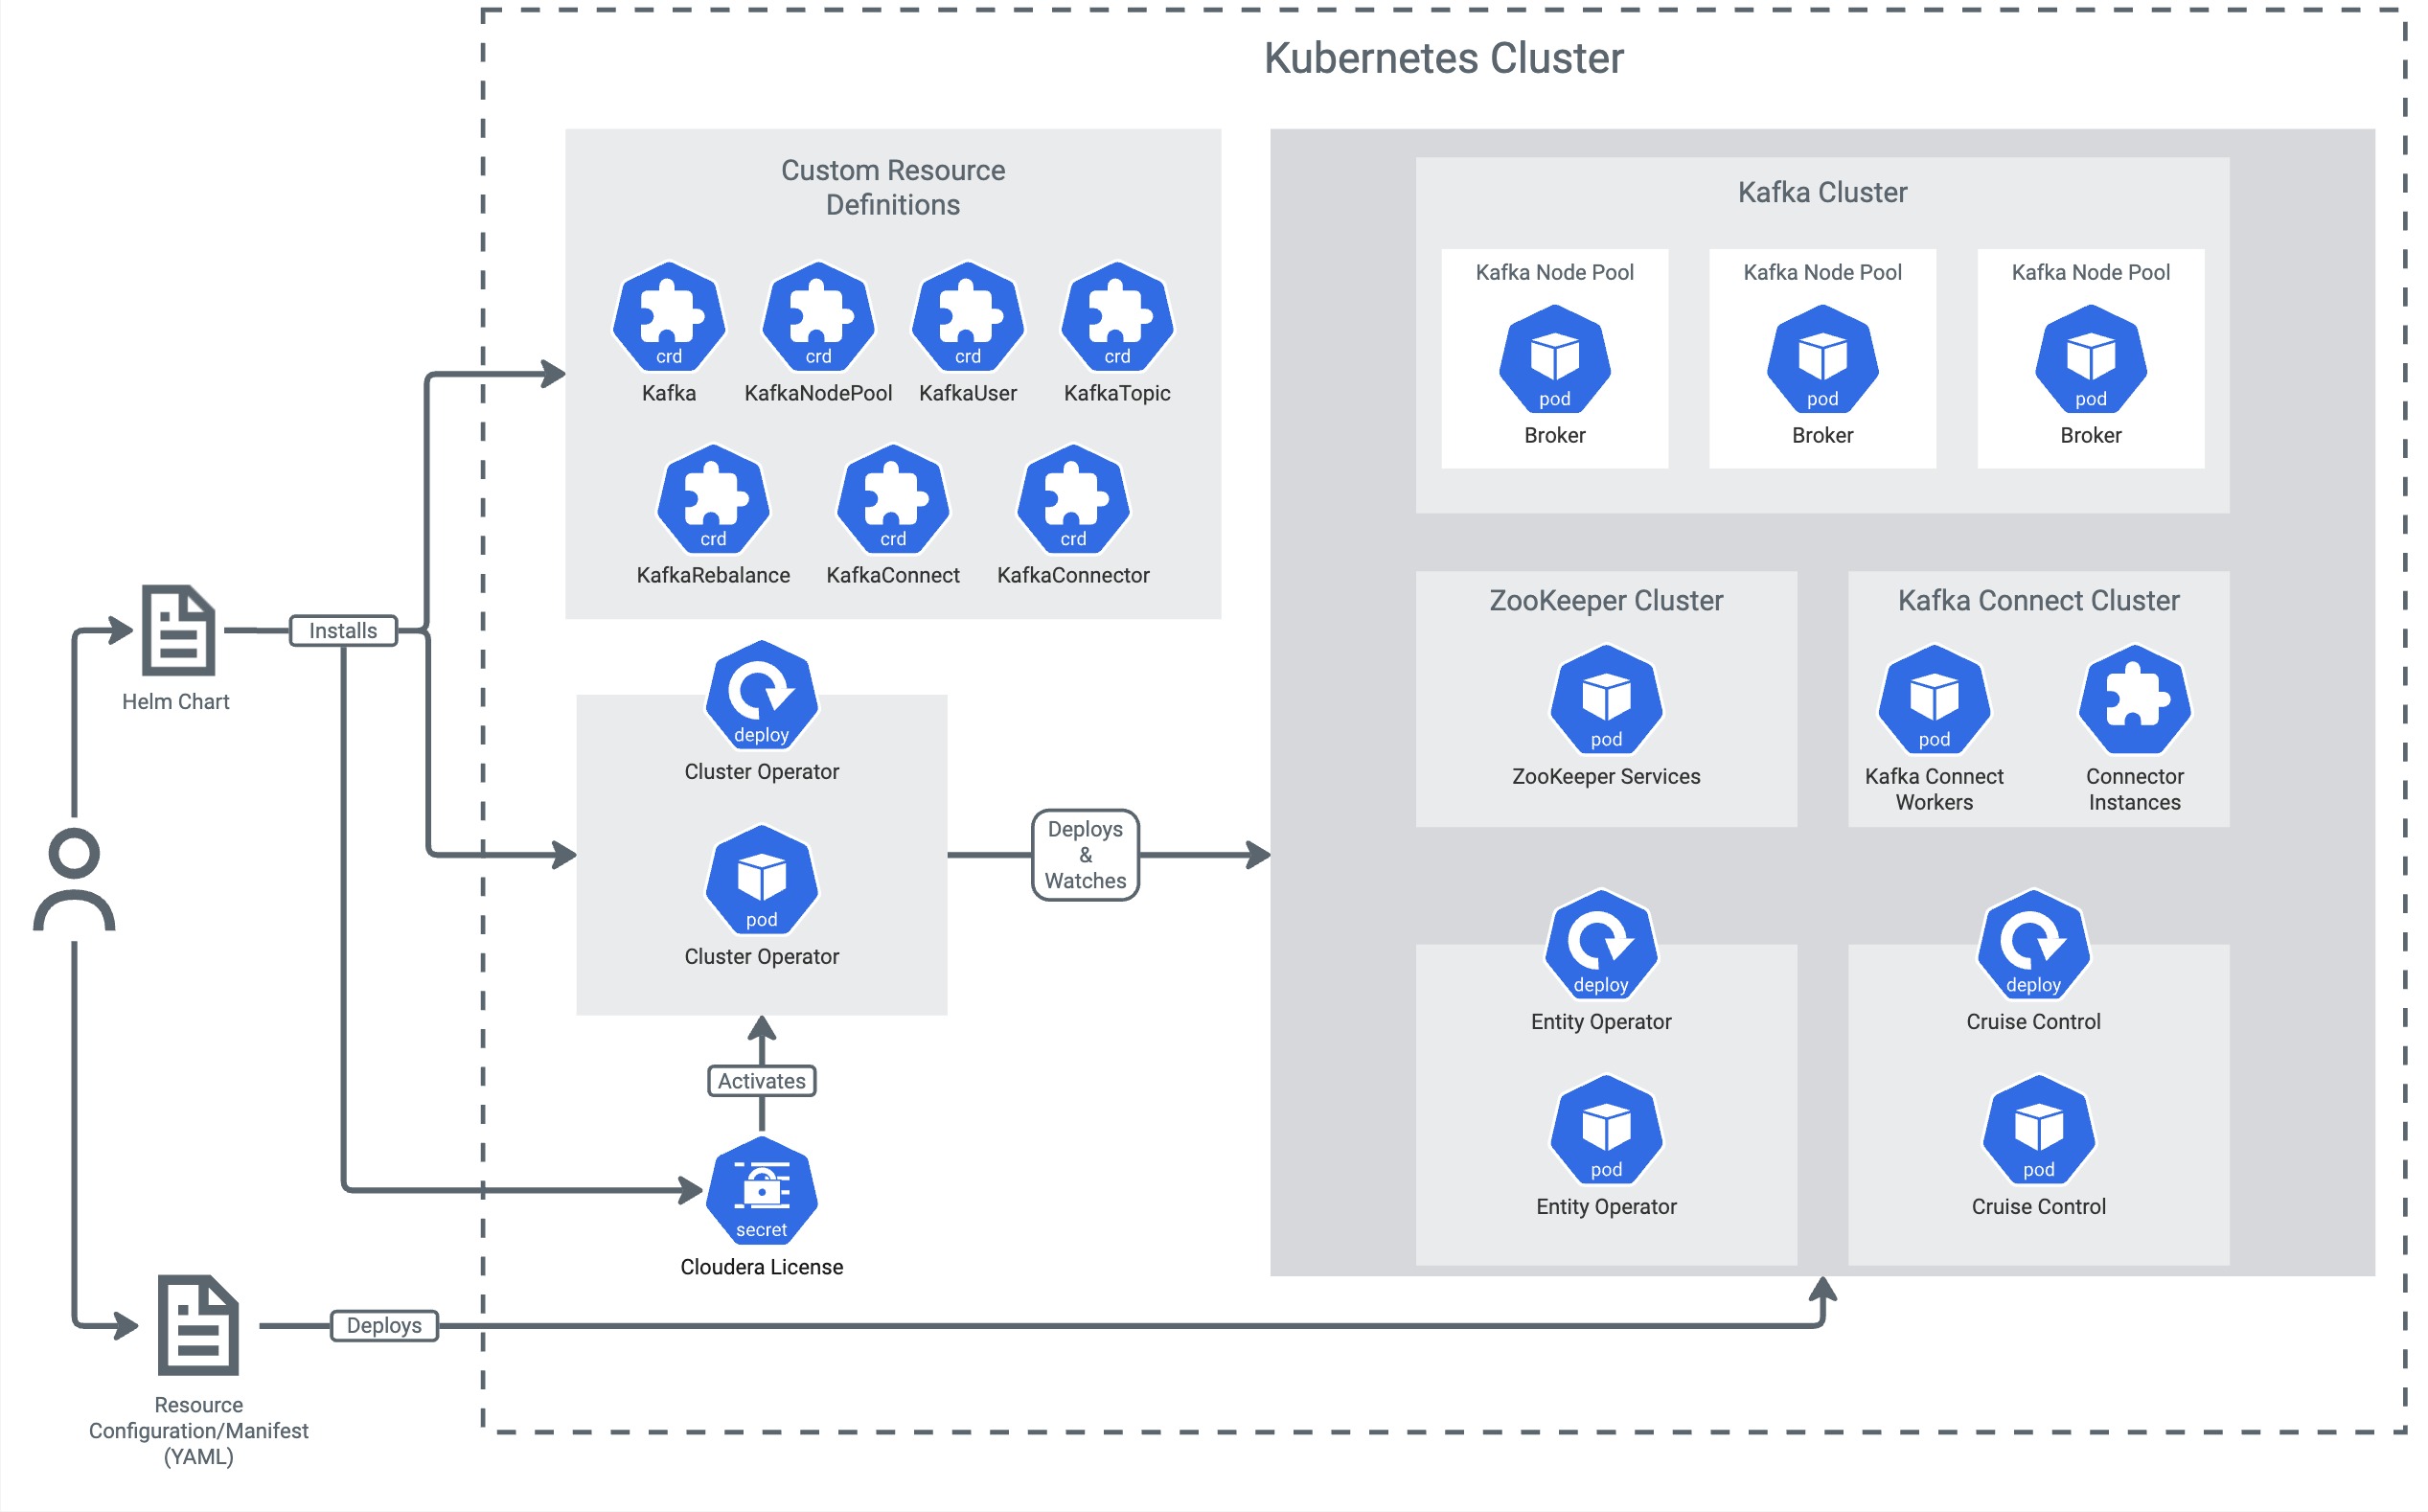 Kubernetes Cluster
Custom Resource
Definitions
crd
Kafka
crd
KafkaNodePool
crd
KafkaUser
crd
KafkaTopic
crd
KafkaRebalance
crd
KafkaConnect
crd
KafkaConnector
Helm Chart
Installs
deploy
Cluster Operator
pod
Cluster Operator
Deploys
&
Watches
Activates
secret
Cloudera License
Resource
Configuration/Manifest
(YAML)
Deploys
Kafka Cluster
Kafka Node Pool
pod
Broker
Kafka Node Pool
pod
Broker
Kafka Node Pool
pod
Broker
ZooKeeper Cluster
pod
ZooKeeper Services
Kafka Connect Cluster
pod
Kafka Connect
Workers
Connector
Instances
deploy
Entity Operator
pod
Entity Operator
deploy
Cruise Control
pod
Cruise Control